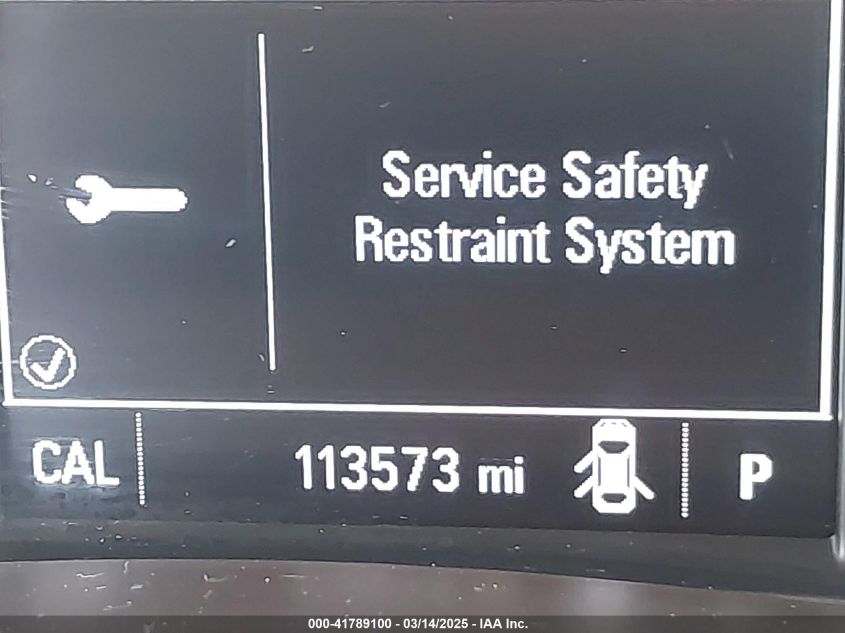 Service Safety
Restraint System
CAL
113573 mi
P
000-41789100 - 03/14/2025 - IAA Inc.